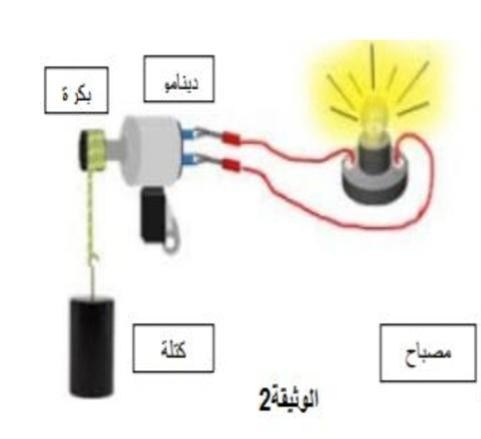 دينامو
بكرة
كتلة
مصباح
الوثيقة2